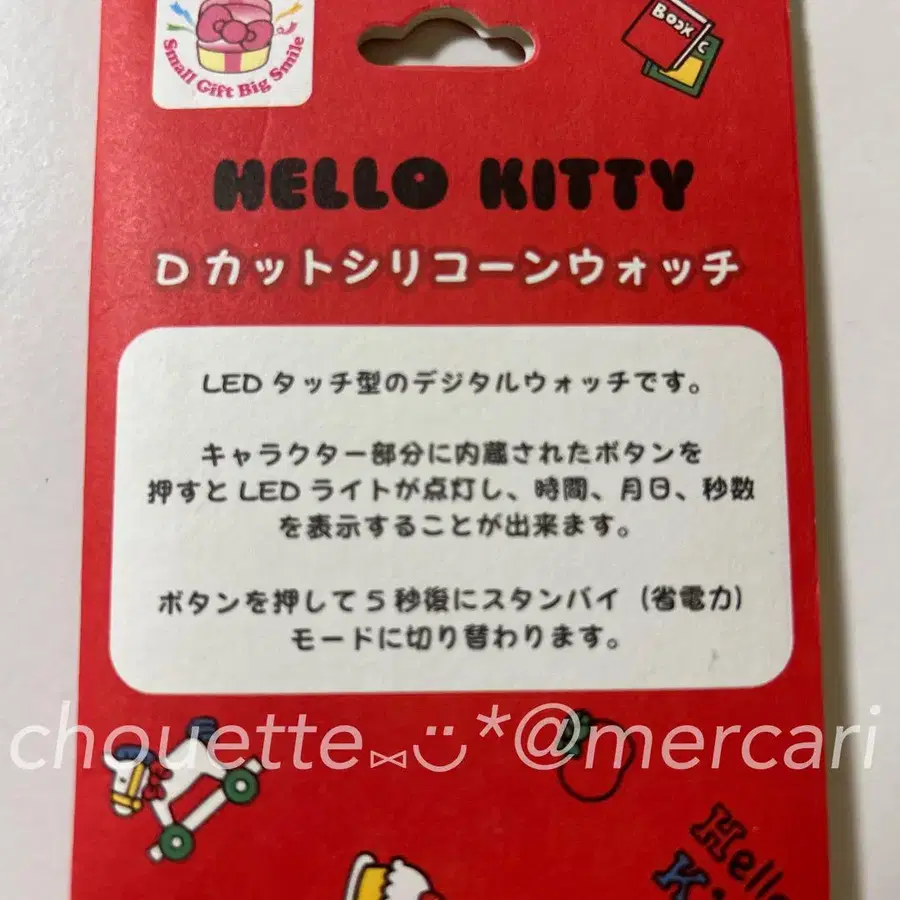 Small Gift Big Smile
Book
HELLO KITTY
Dカットシリコーンウォッチ
LEDタッチ型のデジタルウォッチです。
キャラクター部分に内蔵されたボタンを
押すとLEDライトが点灯し、時間、月日、秒数
を表示することが出来ます。
ボタンを押して5秒後にスタンバイ（省電力）
モードに切り替わります。
chouette⑅◡̈*@mercari
Hello
K